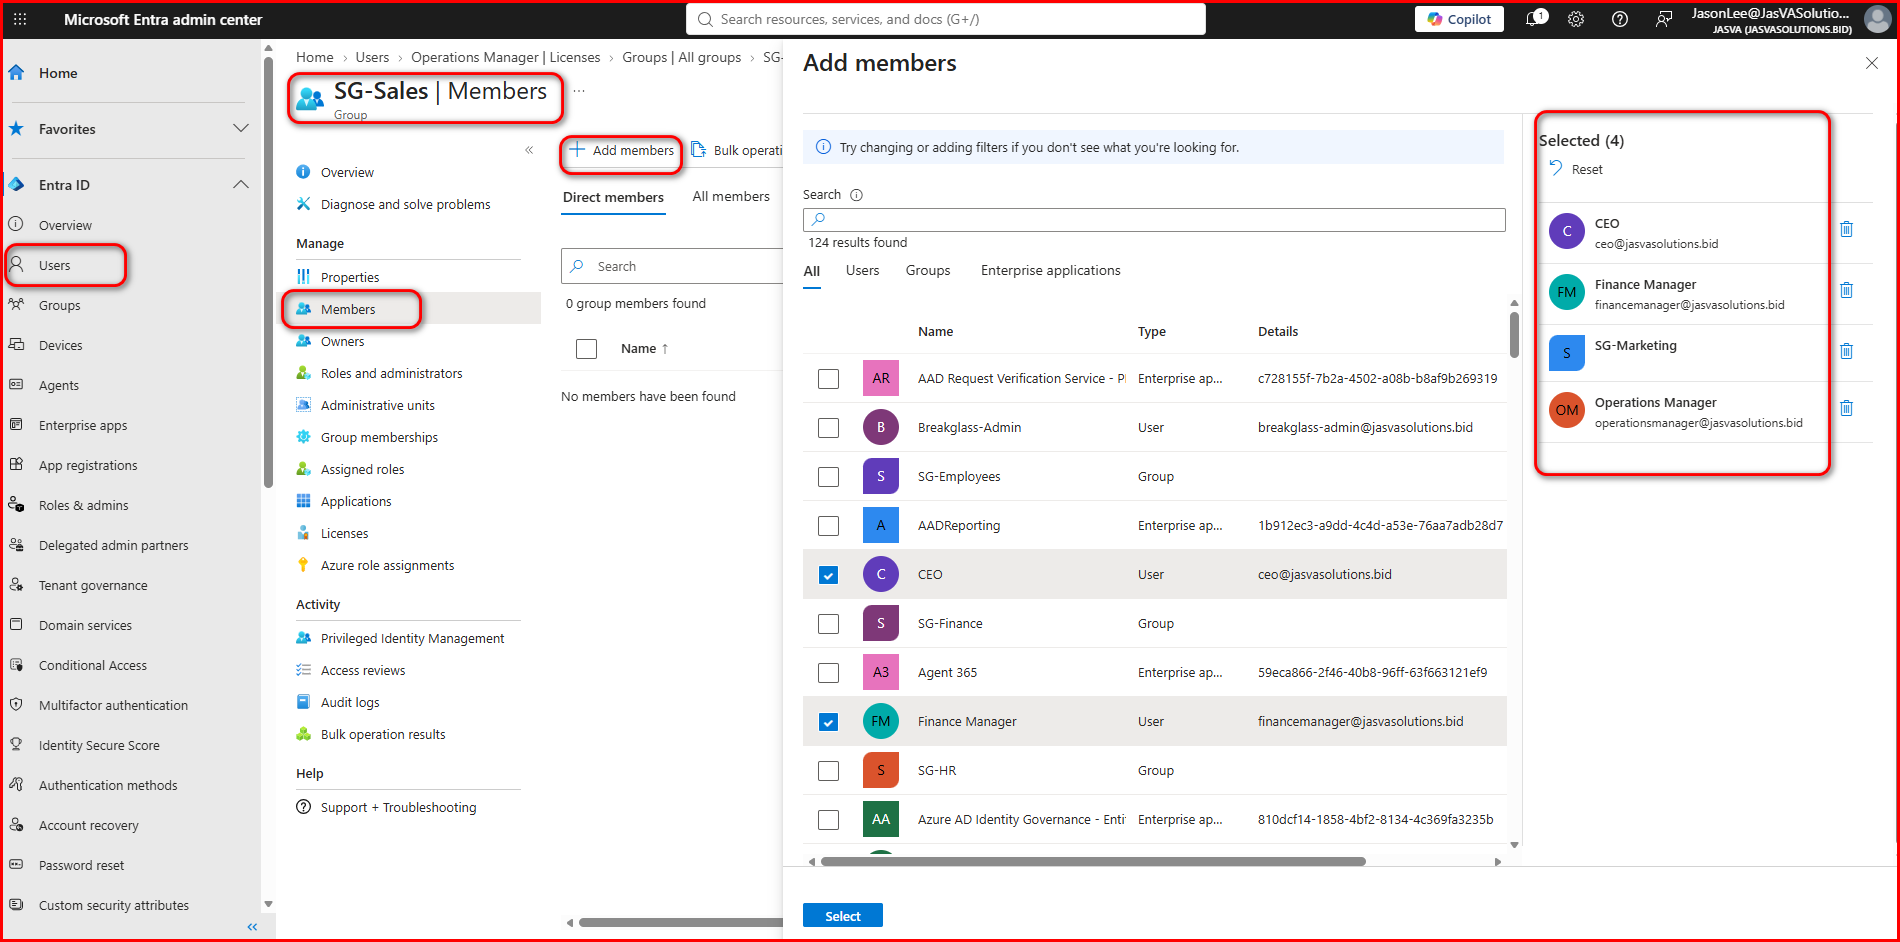 Microsoft Entra admin center
Search resources, services, and docs (G+/)
Copilot
1
JasonLee@JasVASolutio...
JASVA (JASVASOLUTIONS.BID)
Home
Favorites
Entra ID
Overview
Users
Groups
Devices
Agents
Enterprise apps
App registrations
Roles & admins
Delegated admin partners
Tenant governance
Domain services
Conditional Access
Multifactor authentication
Identity Secure Score
Authentication methods
Account recovery
Password reset
Custom security attributes
Home > Users > Operations Manager | Licenses > Groups | All groups > SG-
SG-Sales | Members
Group
Overview
Diagnose and solve problems
Manage
Properties
Members
Owners
Roles and administrators
Administrative units
Group memberships
Assigned roles
Applications
Licenses
Azure role assignments
Activity
Privileged Identity Management
Access reviews
Audit logs
Bulk operation results
Help
Support + Troubleshooting
Add members
Bulk operati
Direct members
All members
Search
0 group members found
Name ↑
No members have been found
Add members
Try changing or adding filters if you don't see what you're looking for.
Search
124 results found
All Users Groups Enterprise applications
Name Type Details
AR AAD Request Verification Service - P Enterprise ap... c728155f-7b2a-4502-a08b-b8af9b269319
B Breakglass-Admin User breakglass-admin@jasvasolutions.bid
S SG-Employees Group
A AADReporting Enterprise ap... 1b912ec3-a9dd-4c4d-a53e-76aa7adb28d7
C CEO User ceo@jasvasolutions.bid
S SG-Finance Group
A3 Agent 365 Enterprise ap... 59eca866-2f46-40b8-96ff-63f663121ef9
FM Finance Manager User financemanager@jasvasolutions.bid
S SG-HR Group
AA Azure AD Identity Governance - Enti Enterprise ap... 810dcf14-1858-4bf2-8134-4c369fa3235b
Select
Selected (4)
Reset
C CEO
ceo@jasvasolutions.bid
FM Finance Manager
financemanager@jasvasolutions.bid
S SG-Marketing
OM Operations Manager
operationsmanager@jasvasolutions.bid